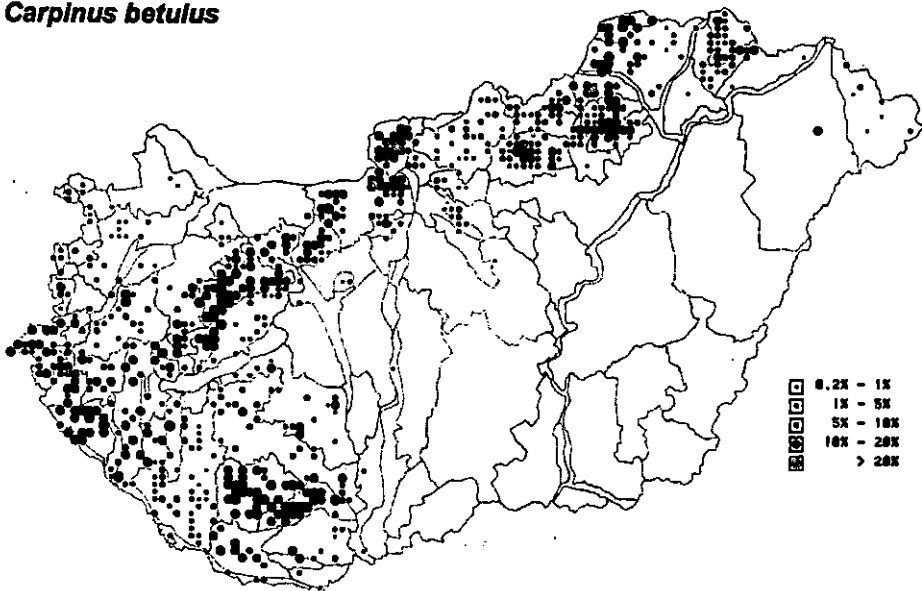 Carpinus betulus
0.2% - 1%
1% - 5%
5% - 10%
10% - 20%
> 20%